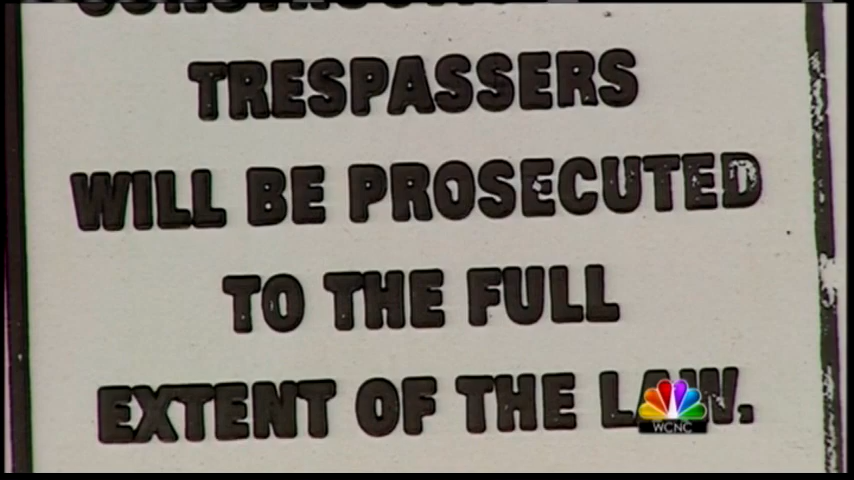 TRESPASSERS
WILL BE PROSECUTED
TO THE FULL
EXTENT OF THE LAW.
WCNC